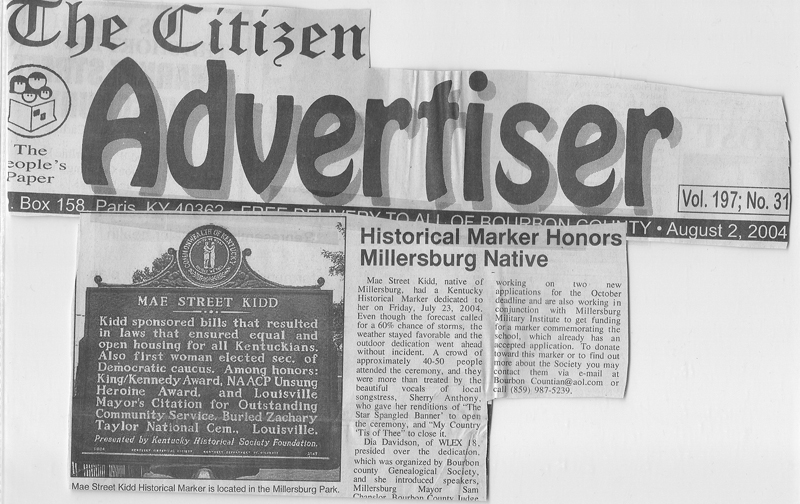 The Citizen
Advertiser
The
eople's
Paper
Vol. 197; No. 31
. Box 158, Paris, KY 40362 • FREE DELIVERY TO ALL OF BOURBON COUNTY • August 2, 2004
COMMONWEALTH OF KENTUCKY
MAE STREET KIDD
Kidd sponsored bills that resulted
in laws that ensured equal and
open housing for all Kentuckians.
Also first woman elected sec. of
Democratic caucus. Among honors:
King/Kennedy Award, NAACP Unsung
Heroine Award, and Louisville
Mayor's Citation for Outstanding
Community Service. Buried Zachary
Taylor National Cem., Louisville.
Presented by Kentucky Historical Society Foundation.
Mae Street Kidd Historical Marker is located in the Millersburg Park.
Historical Marker Honors
Millersburg Native
Mae Street Kidd, native of
Millersburg, had a Kentucky
Historical Marker dedicated to
her on Friday, July 23, 2004.
Even though the forecast called
for a 60% chance of storms, the
weather stayed favorable and the
outdoor dedication went ahead
without incident. A crowd of
approximately 40-50 people
attended the ceremony, and they
were more than treated by the
beautiful vocals of local
songstress, Sherry Anthony,
who gave her renditions of "The
Star Spangled Banner' to open
the ceremony, and "My Country
'Tis of Thee" to close it.
Dia Davidson, of WLEX 18,
presided over the dedication,
which was organized by Bourbon
county Genealogical Society,
and she introduced speakers,
Millersburg Mayor Sam
Chanslor, Bourbon County Judge
working on two new
applications for the October
deadline and are also working in
conjunction with Millersburg
Military Institute to get funding
for a marker commemorating the
school, which already has an
accepted application. To donate
toward this marker or to find out
more about the Society you may
contact them via e-mail at
Bourbon_Countian@aol.com or
call (859) 987-5239.